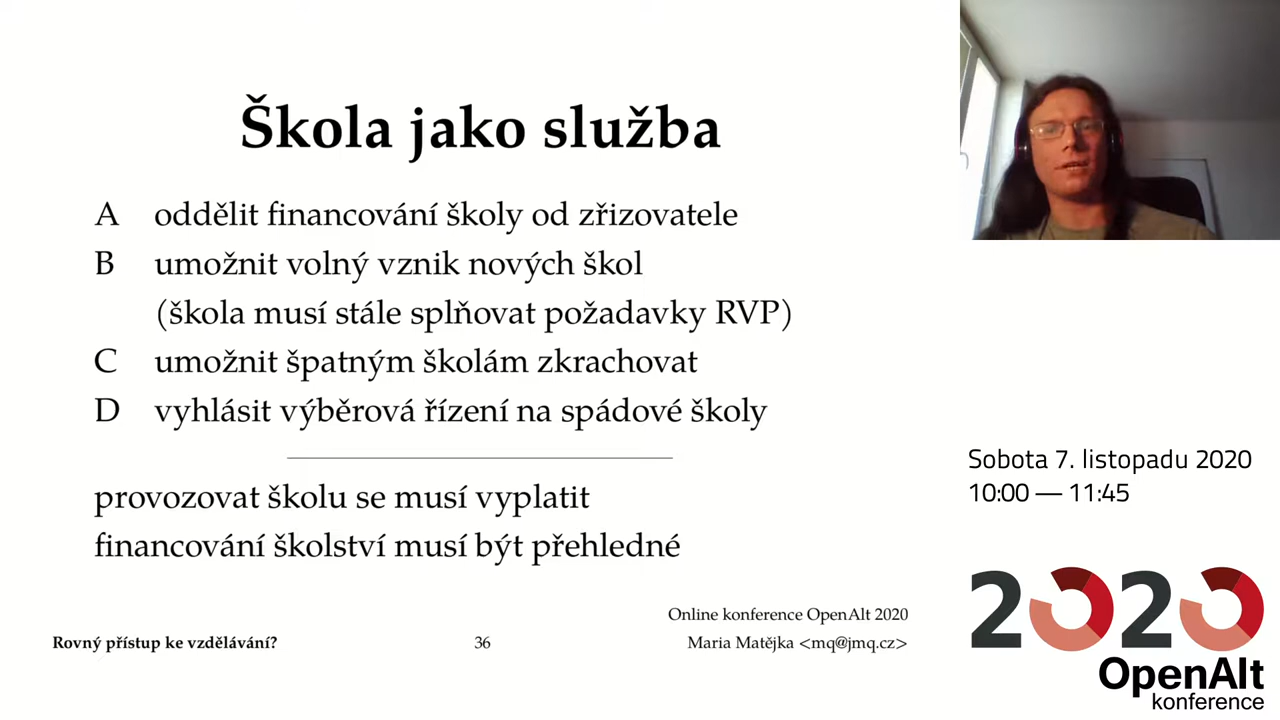 Škola jako služba
A oddělit financování školy od zřizovatele
B umožnit volný vznik nových škol
(škola musí stále splňovat požadavky RVP)
C umožnit špatným školám zkrachovat
D vyhlásit výběrová řízení na spádové školy
provozovat školu se musí vyplatit
financování školství musí být přehledné
Online konference OpenAlt 2020
Rovný přístup ke vzdělávání? 36 Maria Matějka <mq@jmq.cz>
Sobota 7. listopadu 2020
10:00 — 11:45
2020
OpenAlt
konference